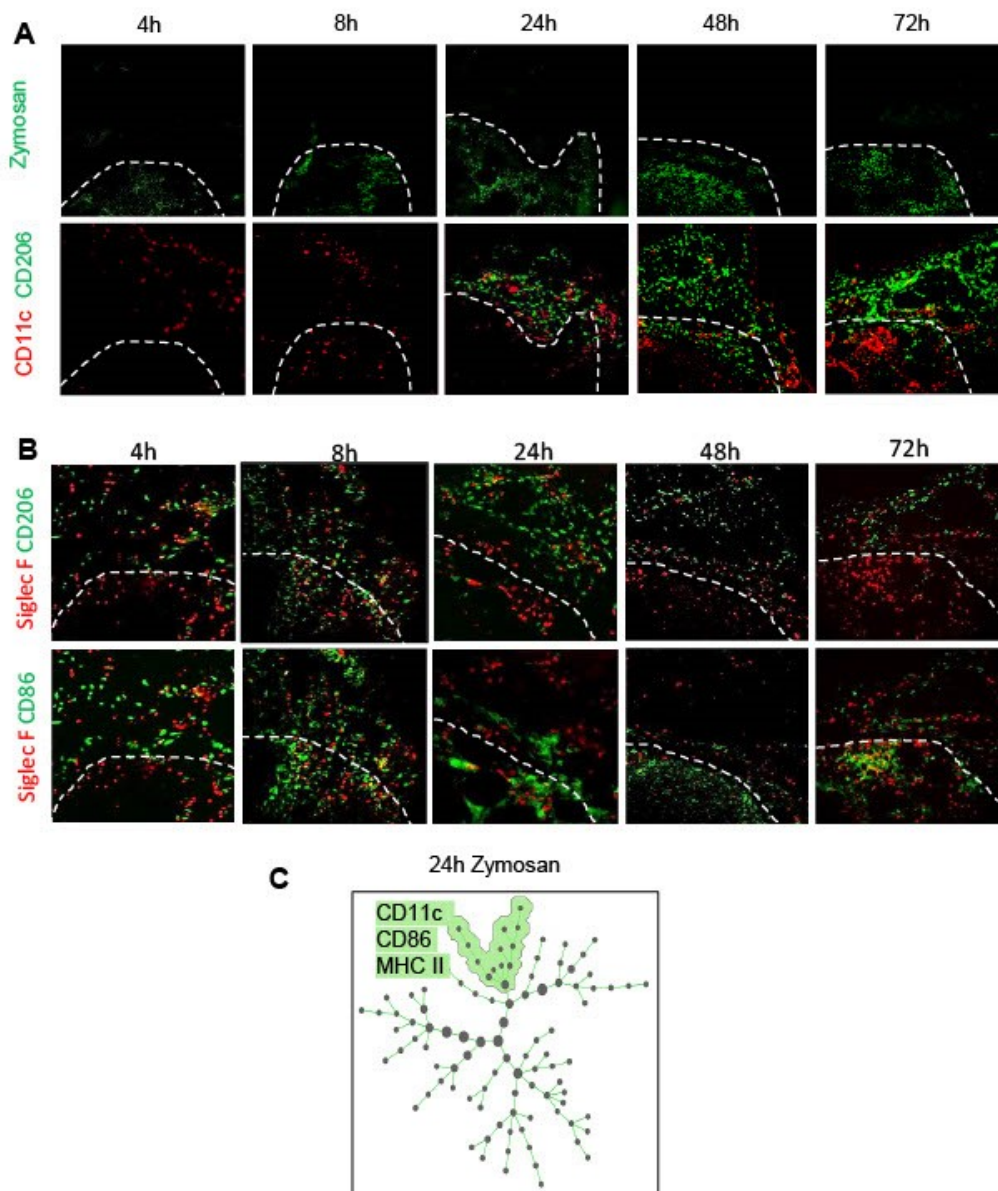 A
4h 8h 24h 48h 72h
Zymosan
CD11c CD206
B
4h 8h 24h 48h 72h
Siglec F CD206
Siglec F CD86
C
24h Zymosan
CD11c
CD86
MHC II